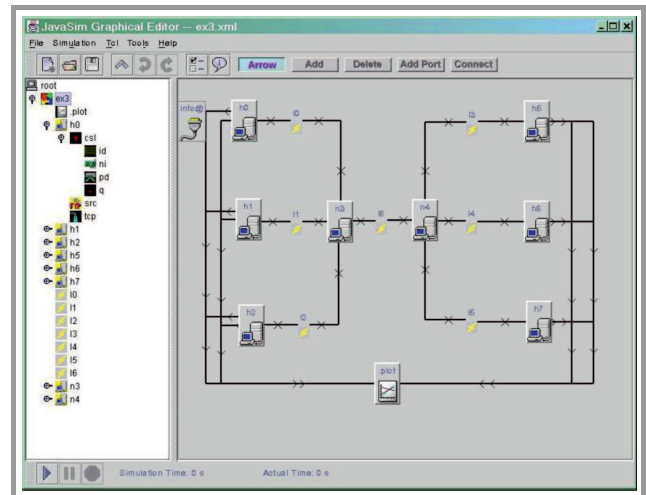 JavaSim Graphical Editor -- ex3.xml
File Simulation Tcl Tools Help
Arrow Add Delete Add Port Connect
root
ex3
.plot
h0
csl
id
ni
pd
q
src
tcp
h1
h2
h5
h6
h7
l0
l1
l2
l3
l4
l5
l6
n3
n4
.info@
h0
l0
l3
h6
h1
l1
n3
l6
n4
l4
h6
h2
l2
l6
h7
.plot
Simulation Time: 0 s Actual Time: 0 s